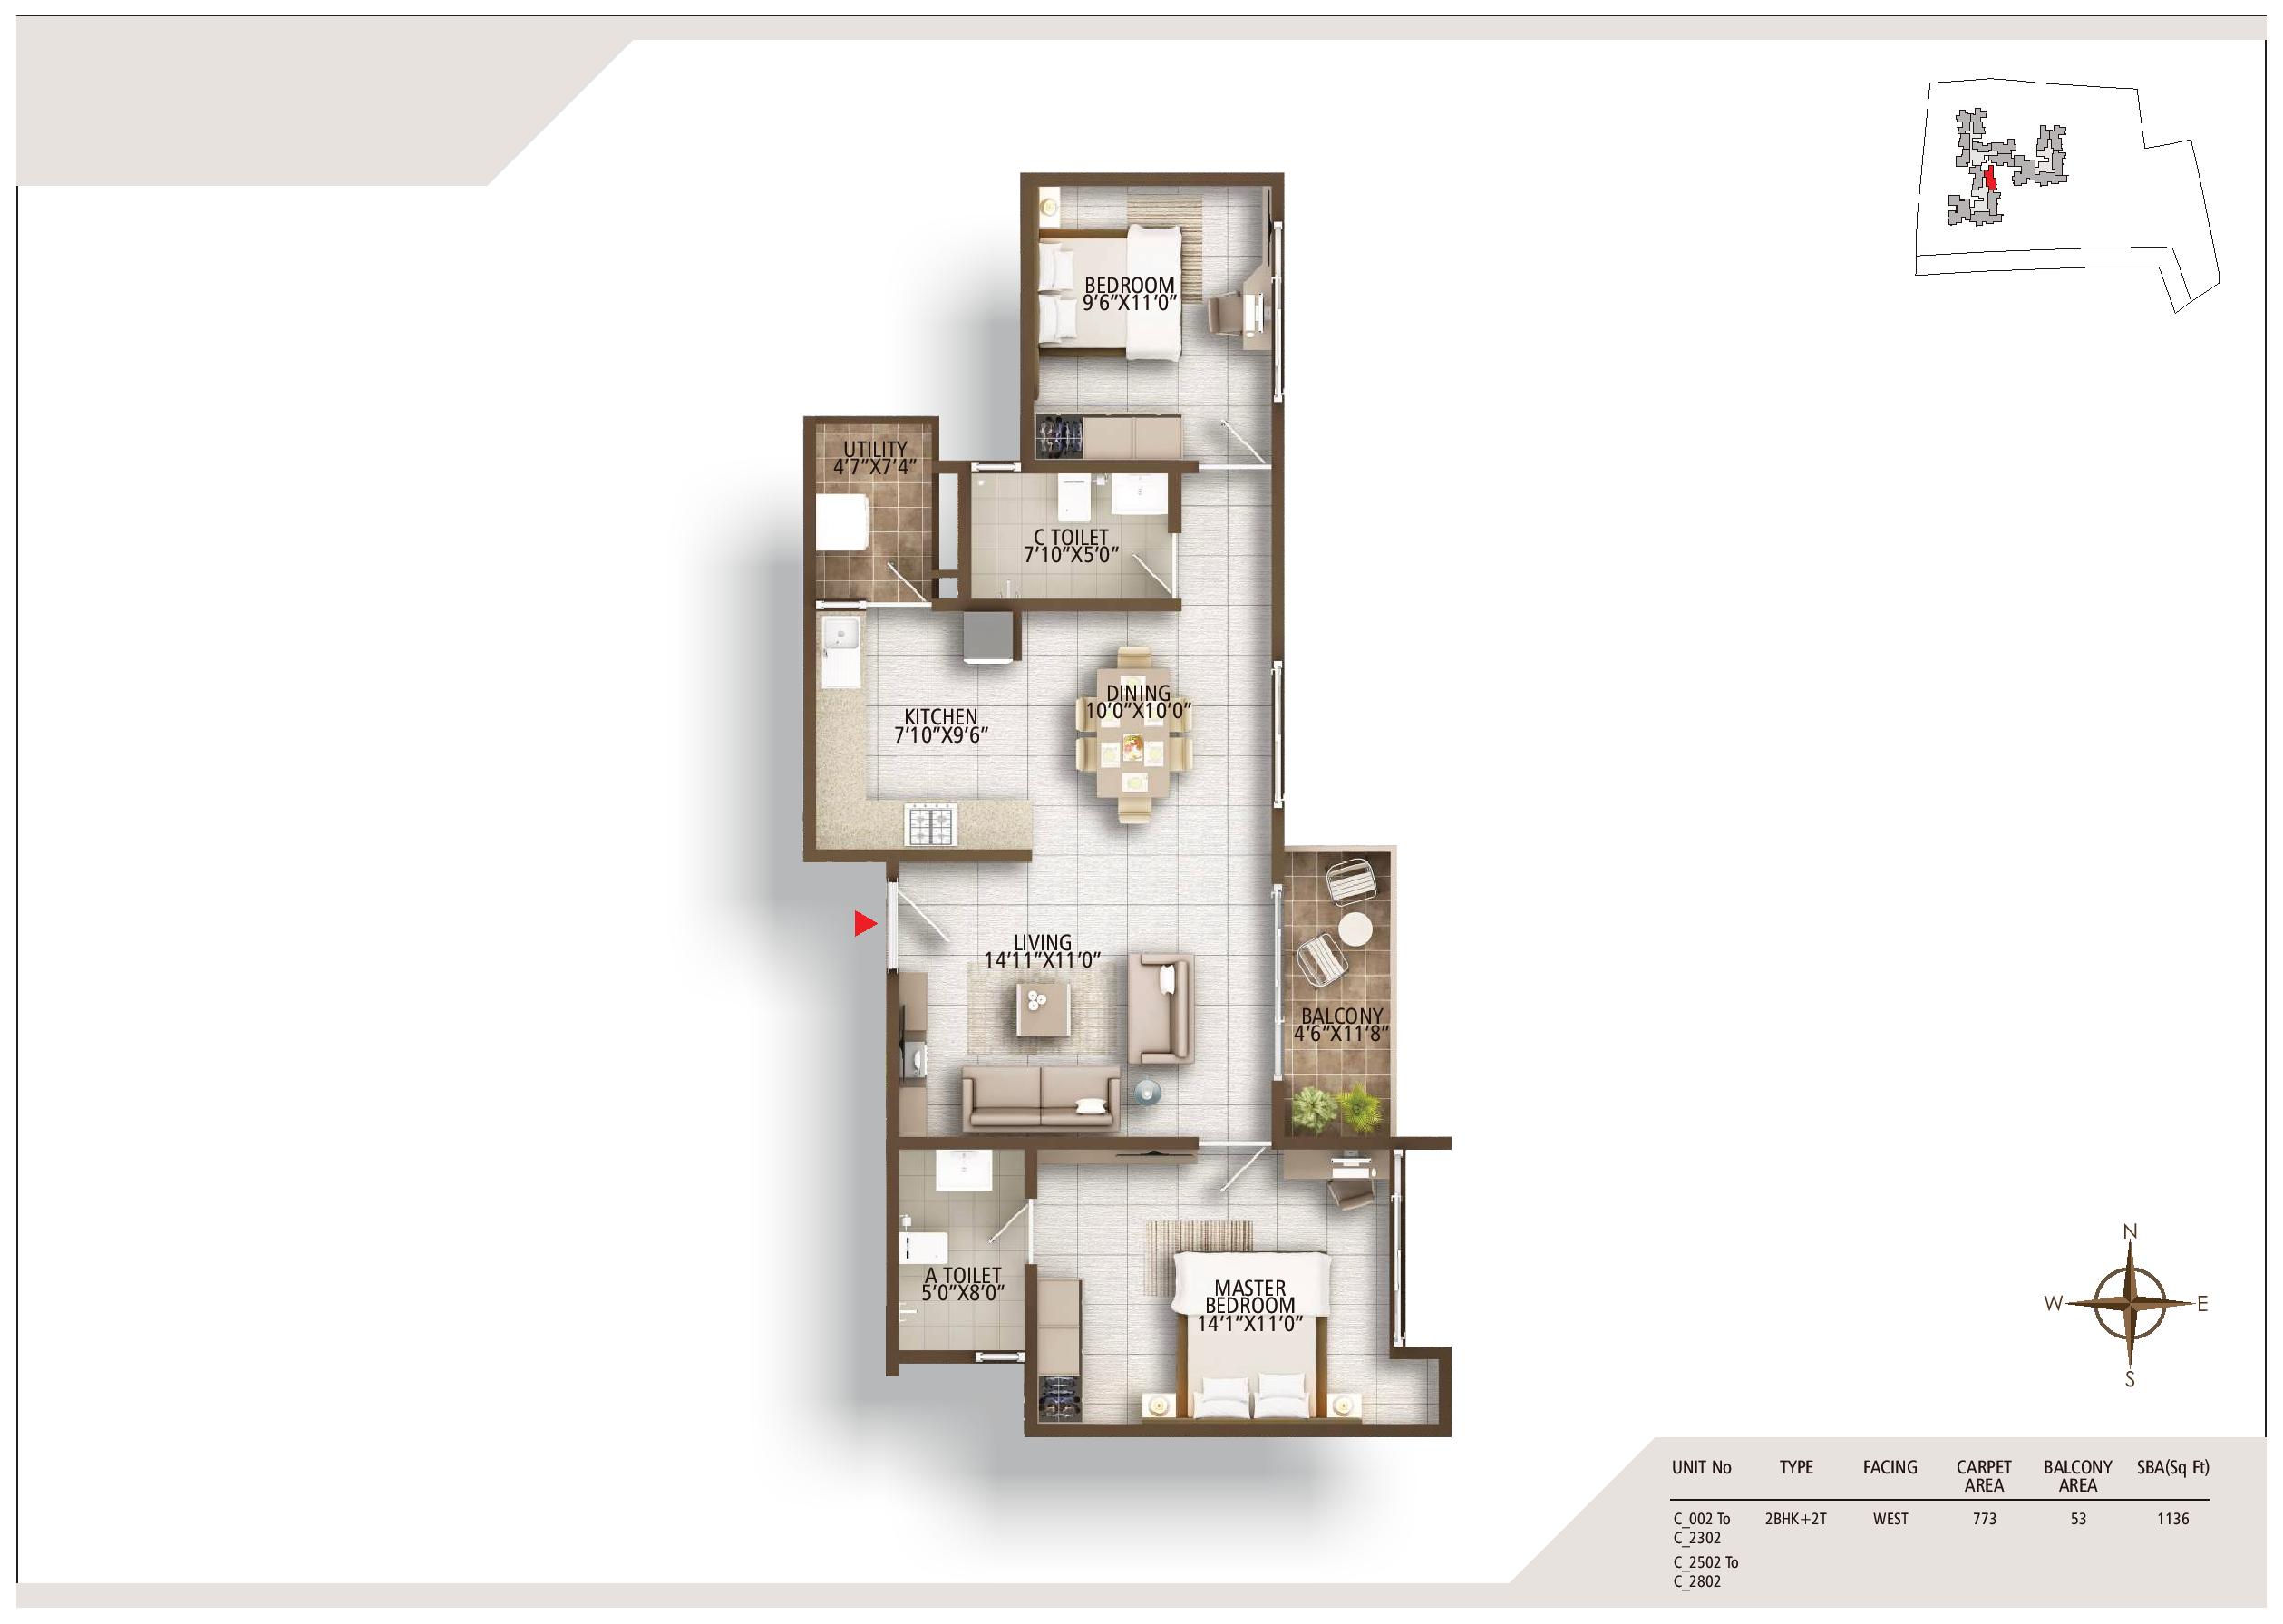 BEDROOM
9’6”X11’0”
UTILITY
4’7”X7’4”
C TOILET
7’10”X5’0”
DINING
10’0”X10’0”
KITCHEN
7’10”X9’6”
LIVING
14’11”X11’0”
BALCONY
4’6”X11’8”
A TOILET
5’0”X8’0”
MASTER
BEDROOM
14’1”X11’0”
N
W E
S
UNIT No TYPE FACING CARPET AREA BALCONY AREA SBA(Sq Ft)
C_002 To 2BHK+2T WEST 773 53 1136
C_2302
C_2502 To
C_2802